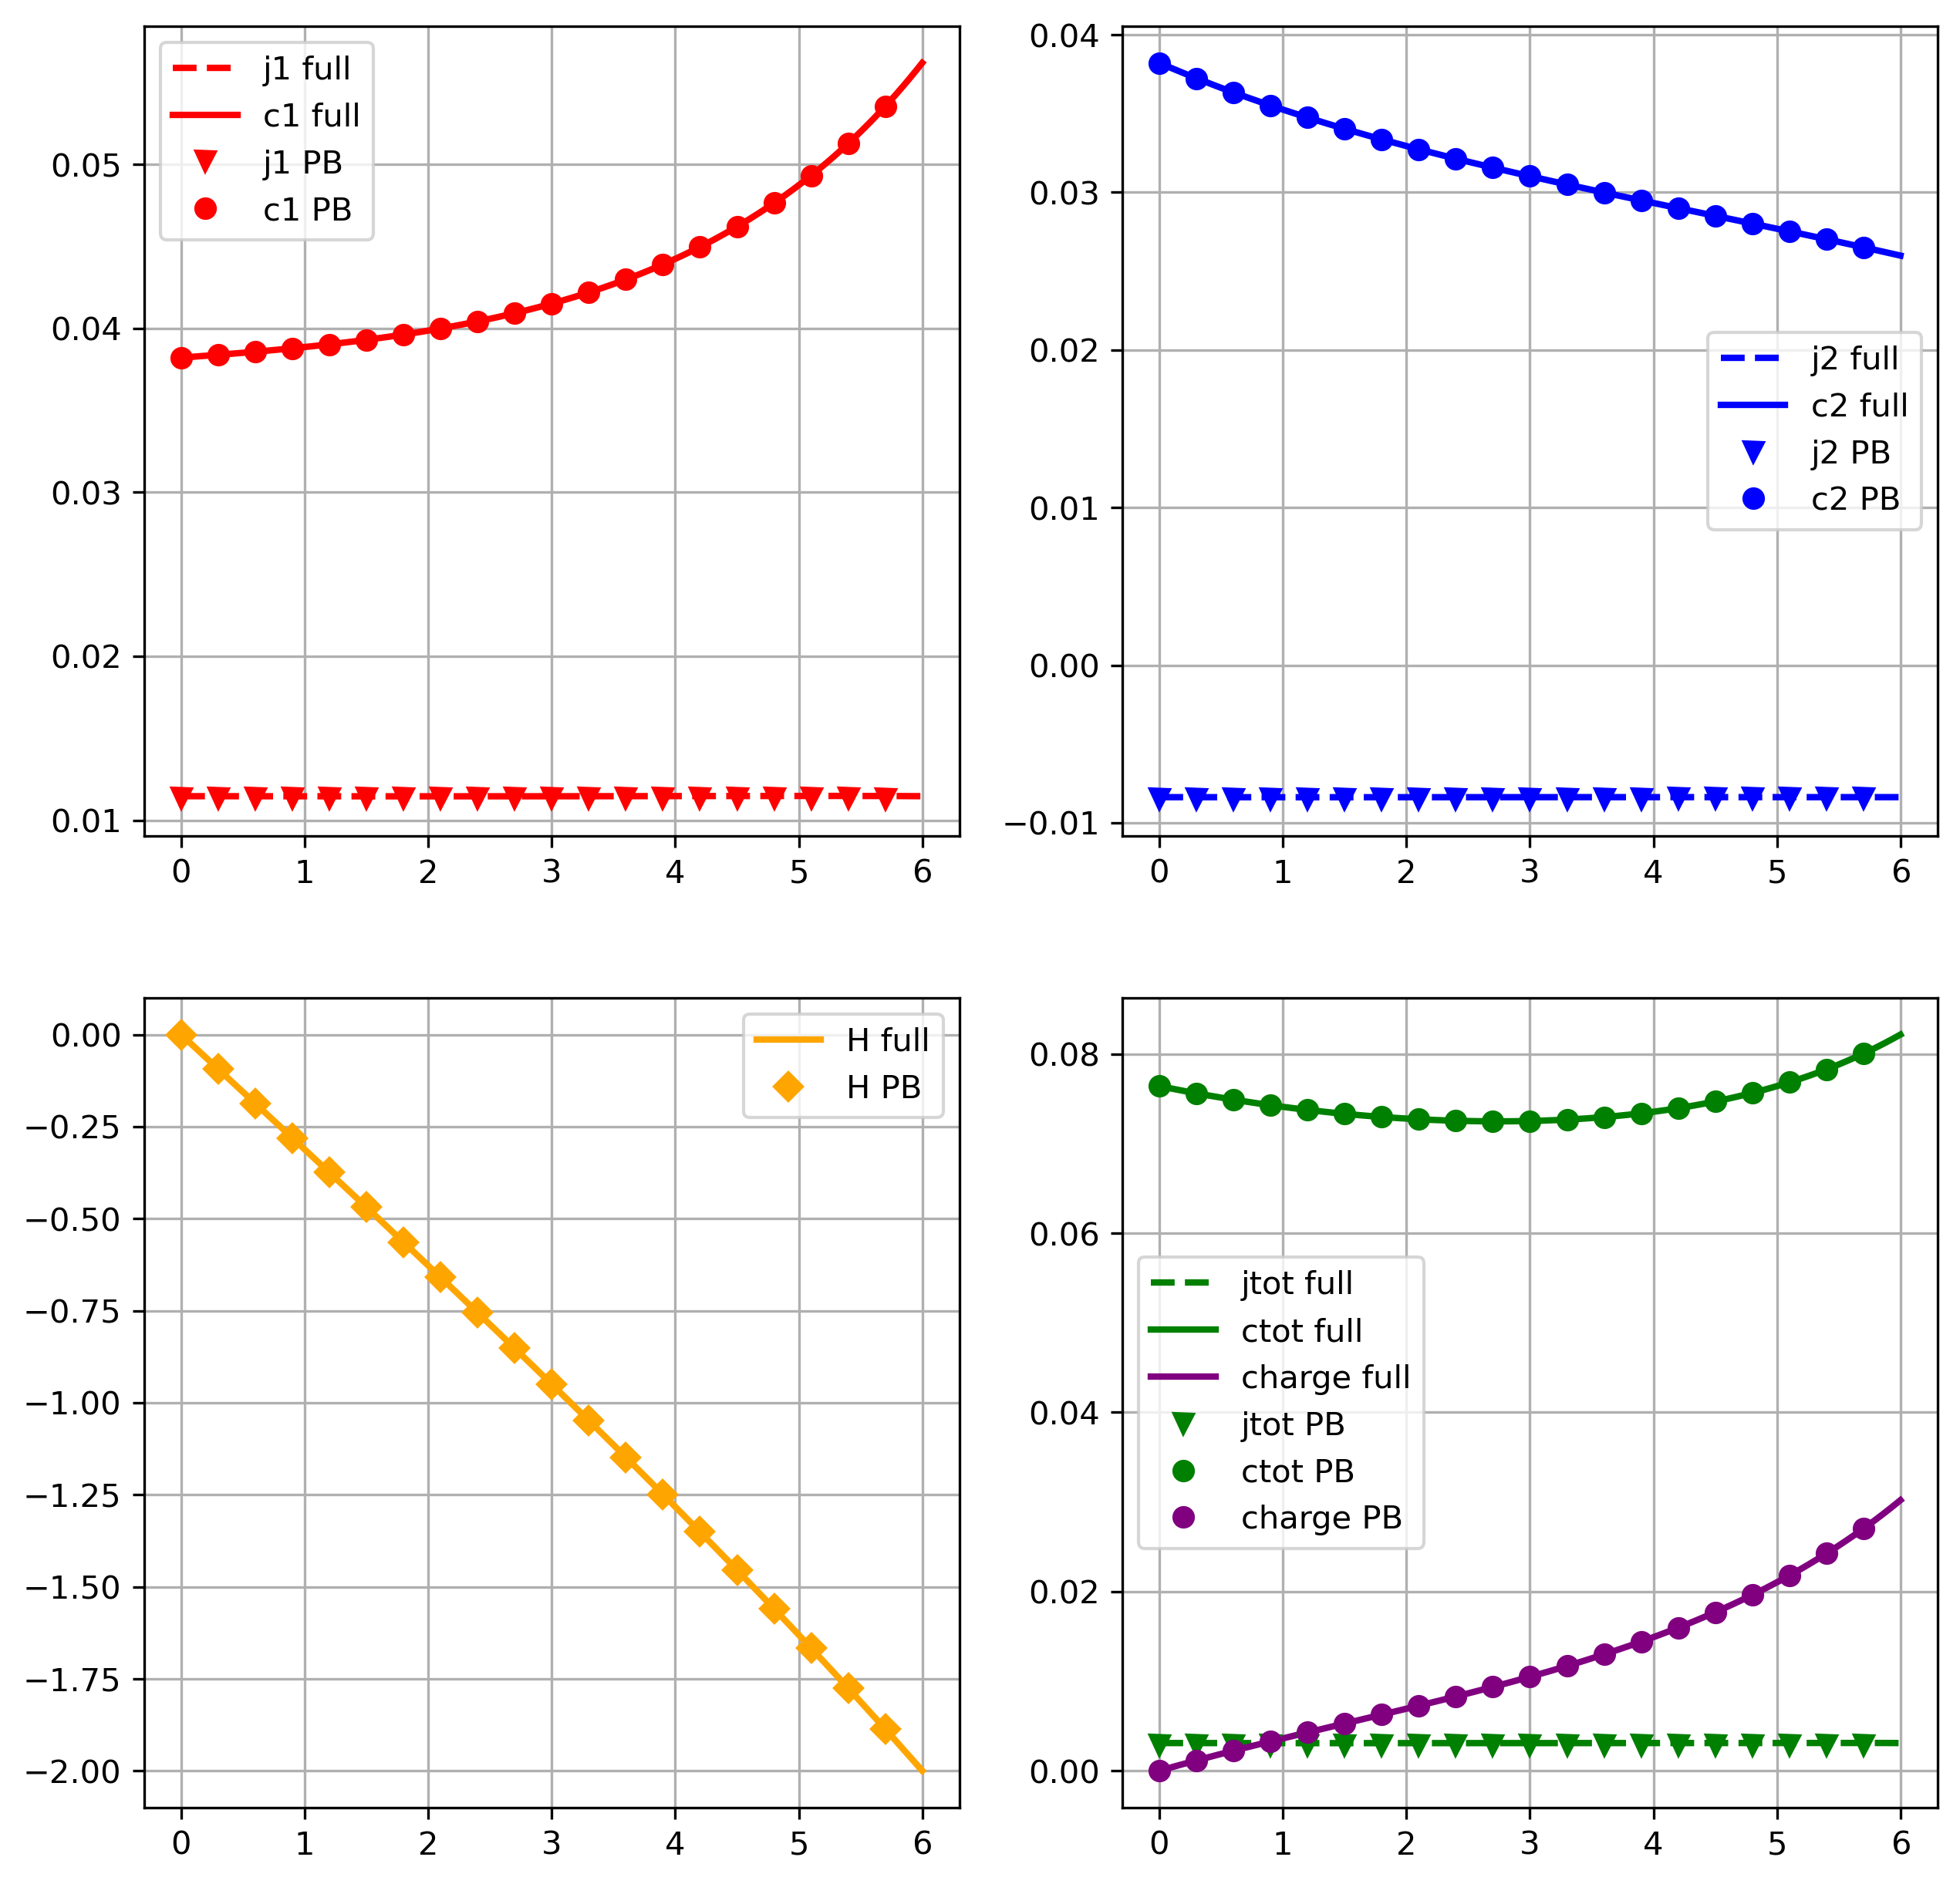 j1 full
c1 full
j1 PB
c1 PB
0.05
0.04
0.03
0.02
0.01
0 1 2 3 4 5 6
0.04
0.03
0.02
0.01
0.00
−0.01
j2 full
c2 full
j2 PB
c2 PB
0 1 2 3 4 5 6
H full
H PB
0.00
−0.25
−0.50
−0.75
−1.00
−1.25
−1.50
−1.75
−2.00
0 1 2 3 4 5 6
0.08
0.06
0.04
0.02
0.00
jtot full
ctot full
charge full
jtot PB
ctot PB
charge PB
0 1 2 3 4 5 6